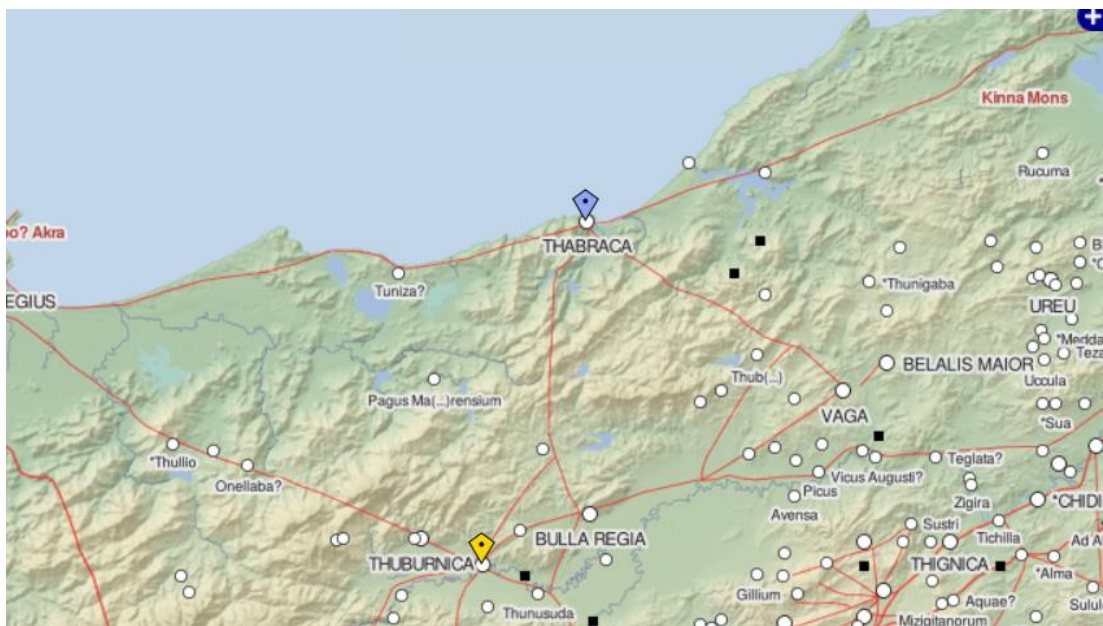 Kinna Mons
Rucuma
oo? Akra
THABRACA
Tuniza?
*Thunigaba
EGIUS
UREU
*Medda
Teza
BELALIS MAIOR
Thub(...)
Uccula
Pagus Ma(...)rensium
VAGA
*Sua
*Thullio
Onellaba?
Teglata?
Vicus Augusti?
Picus
Zigira
Avensa
*CHIDI
Sustri
Tichilla
BULLA REGIA
Ad A
THUBURNICA
THIGNICA
*Alma
Gillium
Thunusuda
Aquae?
Sulul
Mizigitanorum